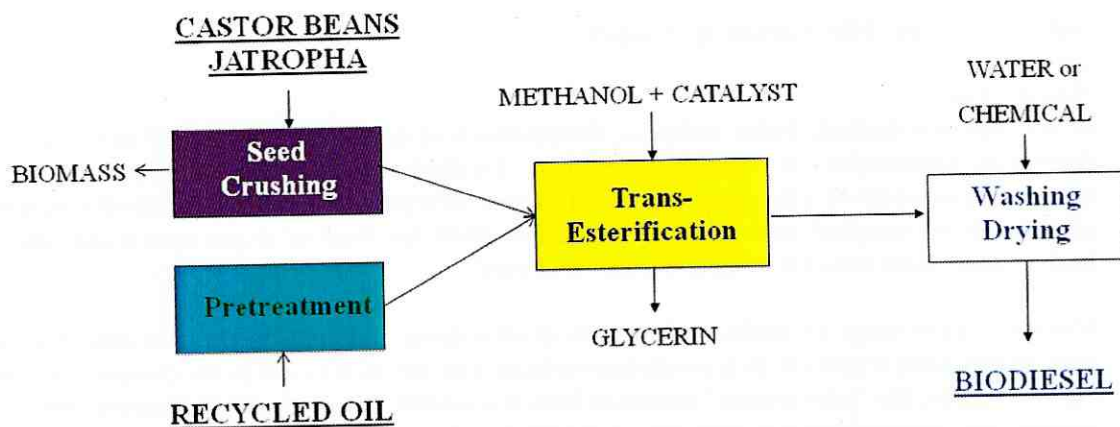 CASTOR BEANS
JATROPHA
METHANOL + CATALYST
WATER or
CHEMICAL
BIOMASS
Seed
Crushing
Trans-
Esterification
Washing
Drying
Pretreatment
GLYCERIN
BIODIESEL
RECYCLED OIL